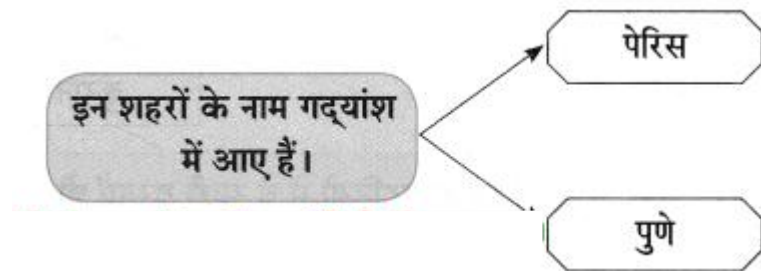 इन शहरों के नाम गद्‌यांश
में आए हैं।
पेरिस
पुणे